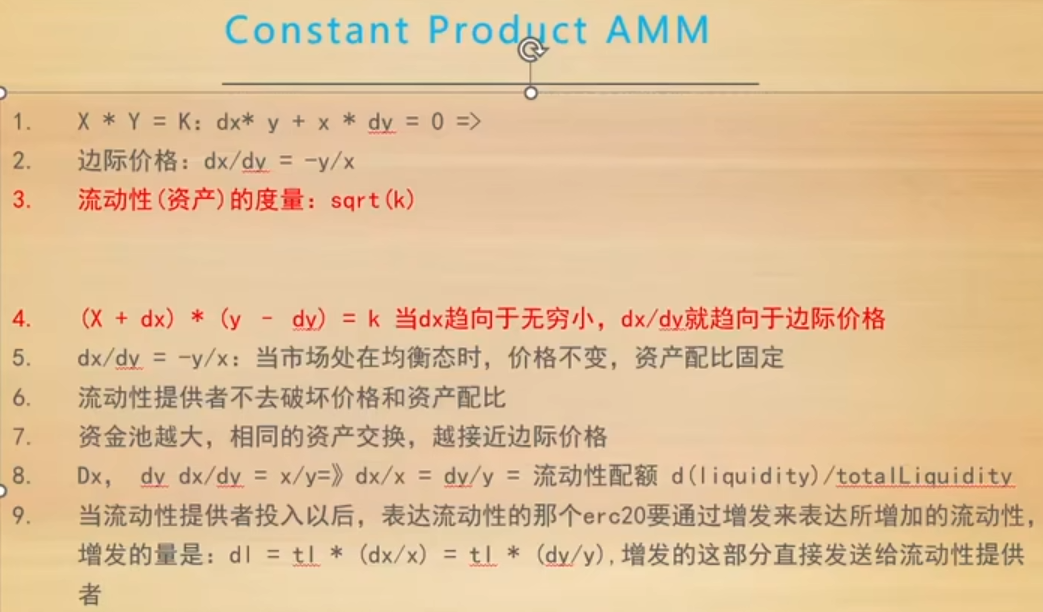 Constant Product AMM
1. X * Y = K：dx* y + x * dy = 0 =>
2. 边际价格：dx/dy = -y/x
3. 流动性(资产)的度量：sqrt(k)
4. (X + dx) * (y - dy) = k 当dx趋向于无穷小，dx/dy就趋向于边际价格
5. dx/dy = -y/x：当市场处在均衡态时，价格不变，资产配比固定
6. 流动性提供者不去破坏价格和资产配比
7. 资金池越大，相同的资产交换，越接近边际价格
8. Dx， dy dx/dy = x/y=》dx/x = dy/y = 流动性配额 d(liquidity)/totalLiquidity
9. 当流动性提供者投入以后，表达流动性的那个erc20要通过增发来表达所增加的流动性，
增发的量是：dl = tl * (dx/x) = tl * (dy/y),增发的这部分直接发送给流动性提供
者